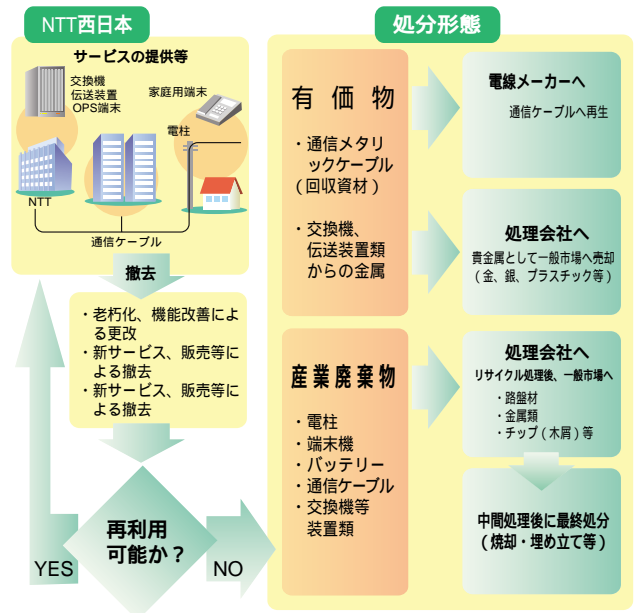 NTT西日本
サービスの提供等
交換機
伝送装置
OPS端末
家庭用端末
電柱
NTT
通信ケーブル
撤去
・老朽化、機能改善によ
る更改
・新サービス、販売等に
よる撤去
・新サービス、販売等に
よる撤去
再利用
可能か？
YES
NO
処分形態
有価物
・通信メタリ
ックケーブル
（回収資材）
・交換機、
伝送装置類
からの金属
電線メーカーへ
通信ケーブルへ再生
処理会社へ
貴金属として一般市場へ売却
（金、銀、プラスチック等）
産業廃棄物
・電柱
・端末機
・バッテリー
・通信ケーブル
・交換機等
装置類
処理会社へ
リサイクル処理後、一般市場へ
・路盤材
・金属類
・チップ（木屑）等
中間処理後に最終処分
（焼却・埋め立て等）